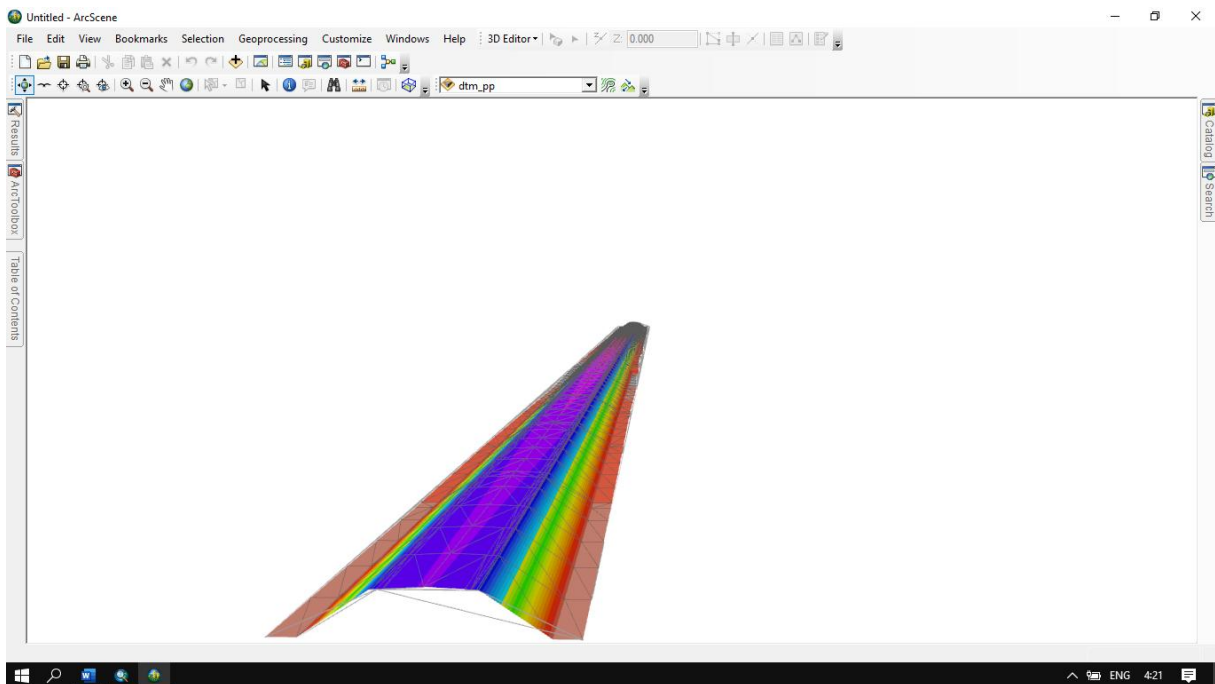 Untitled - ArcScene
File Edit View Bookmarks Selection Geoprocessing Customize Windows Help 3D Editor Z: 0.000
dtm_pp
Results
ArcToolbox
Table of Contents
Catalog
Search
W
ENG 4:21